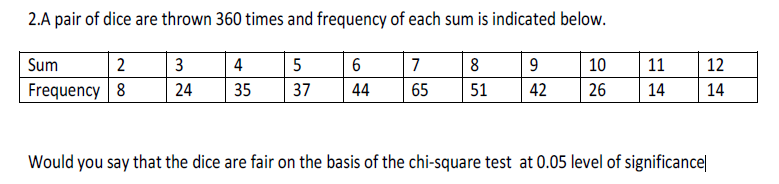 2.A pair of dice are thrown 360 times and frequency of each sum is indicated below.
Sum 2 3 4 5 6 7 8 9 10 11 12
Frequency 8 24 35 37 44 65 51 42 26 14 14
Would you say that the dice are fair on the basis of the chi-square test at 0.05 level of significance